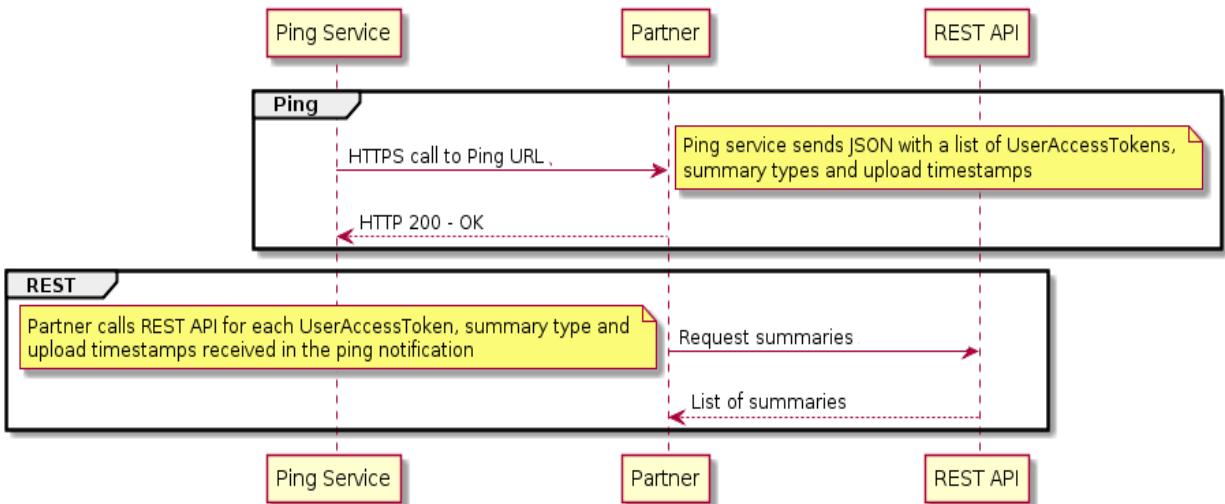 Ping Service
Partner
REST API
Ping
HTTPS call to Ping URL
Ping service sends JSON with a list of UserAccessTokens,
summary types and upload timestamps
HTTP 200 - OK
REST
Partner calls REST API for each UserAccessToken, summary type and
upload timestamps received in the ping notification
Request summaries
List of summaries
Ping Service
Partner
REST API